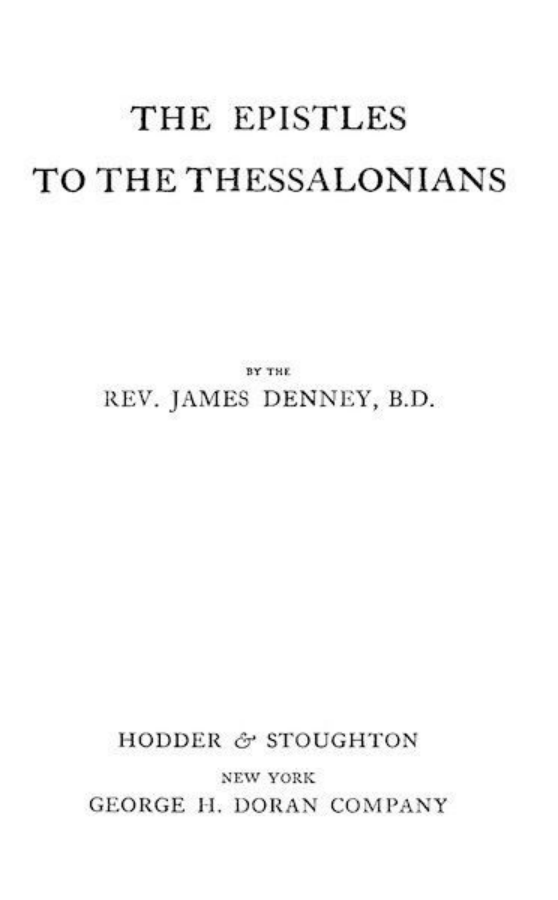 THE EPISTLES
TO THE THESSALONIANS
BY THE
REV. JAMES DENNEY, B.D.
HODDER & STOUGHTON
NEW YORK
GEORGE H. DORAN COMPANY